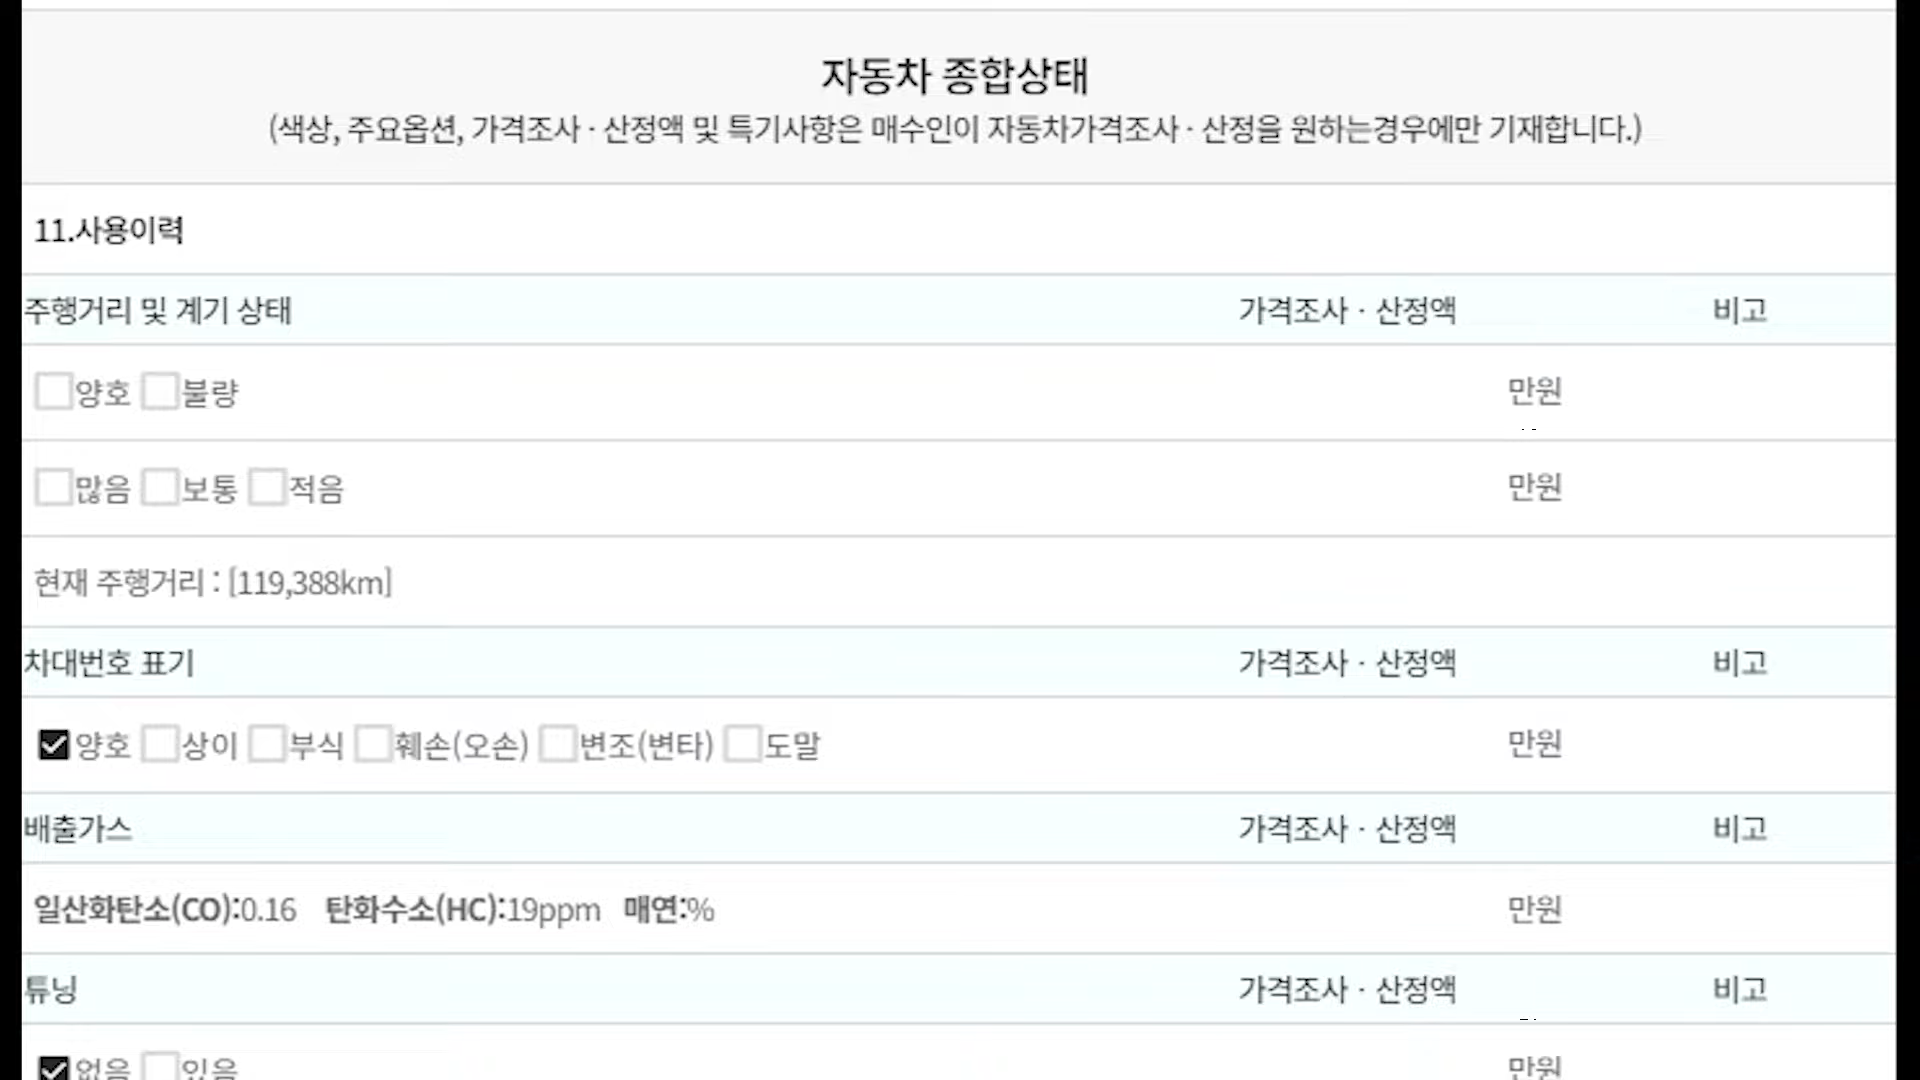 자동차 종합상태
(색상, 주요옵션, 가격조사 · 산정액 및 특기사항은 매수인이 자동차가격조사 · 산정을 원하는경우에만 기재합니다.)
11.사용이력
주행거리 및 계기 상태 가격조사 · 산정액 비고
양호 불량 만원
많음 보통 적음 만원
현재 주행거리 : [119,388km]
차대번호 표기 가격조사 · 산정액 비고
양호 상이 부식 훼손(오손) 변조(변타) 도말 만원
배출가스 가격조사 · 산정액 비고
일산화탄소(CO):0.16 탄화수소(HC):19ppm 매연:% 만원
튜닝 가격조사 · 산정액 비고
없음 있음 만원